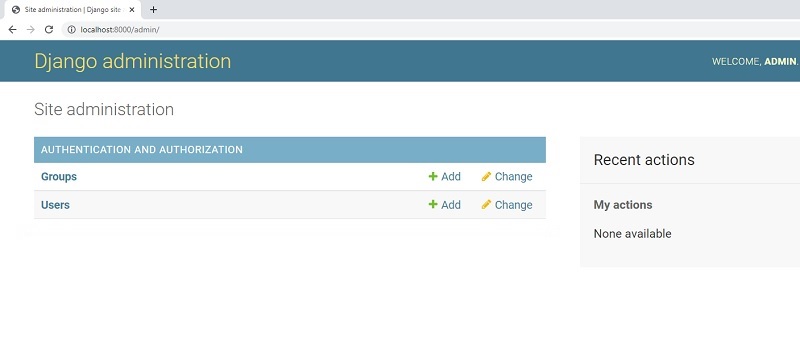 Site administration | Django site
localhost:8000/admin/
Django administration
WELCOME, ADMIN.
Site administration
AUTHENTICATION AND AUTHORIZATION
Groups Add Change
Users Add Change
Recent actions
My actions
None available